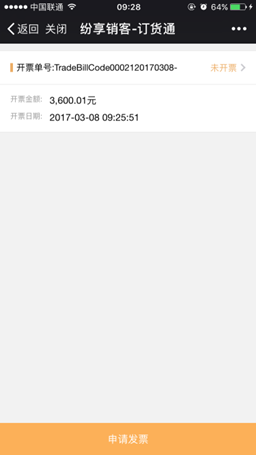 中国联通 09:28 64%
返回 关闭 纷享销客-订货通
开票单号:TradeBillCode0002120170308- 未开票
开票金额: 3,600.01元
开票日期: 2017-03-08 09:25:51
申请发票